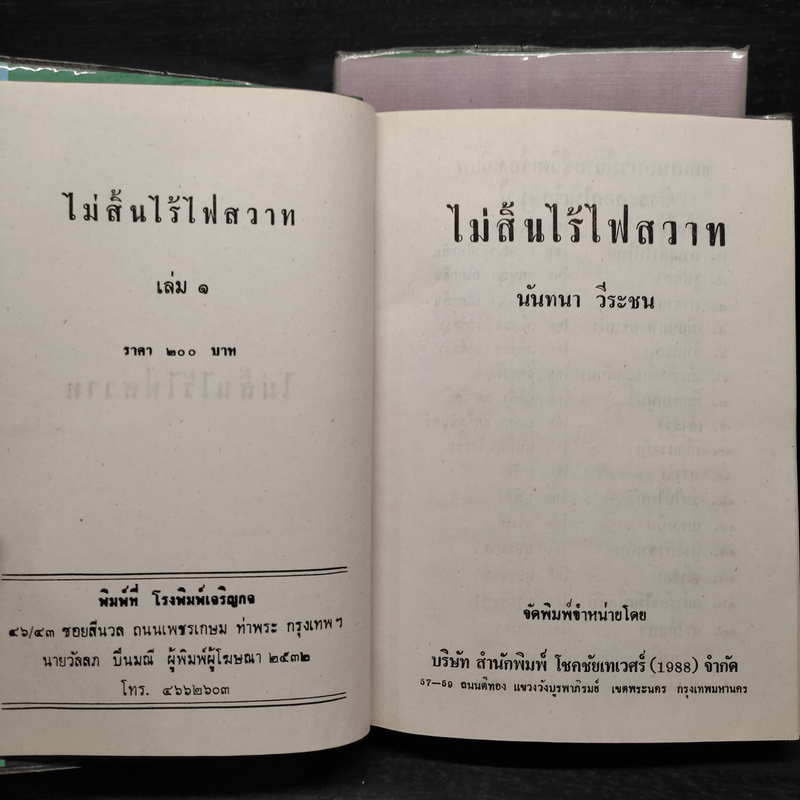 ไม่สิ้นไร้ไฟสวาท
เล่ม ๑
ราคา ๒๐๐ บาท
พิมพ์ที่ โรงพิมพ์เจริญกิจ
๔๖/๔๓ ซอยสีนวล ถนนเพชรเกษม ท่าพระ กรุงเทพฯ
นายวัลลภ ปิ่นมณี ผู้พิมพ์ผู้โฆษณา ๒๕๓๒
โทร. ๔๖๖๒๖๐๓
ไม่สิ้นไร้ไฟสวาท
นันทนา วีระชน
จัดพิมพ์จำหน่ายโดย
บริษัท สำนักพิมพ์ โชคชัยเทเวศร์ (1988) จำกัด
57—59 ถนนตีทอง แขวงวังบูรพาภิรมย์ เขตพระนคร กรุงเทพมหานคร